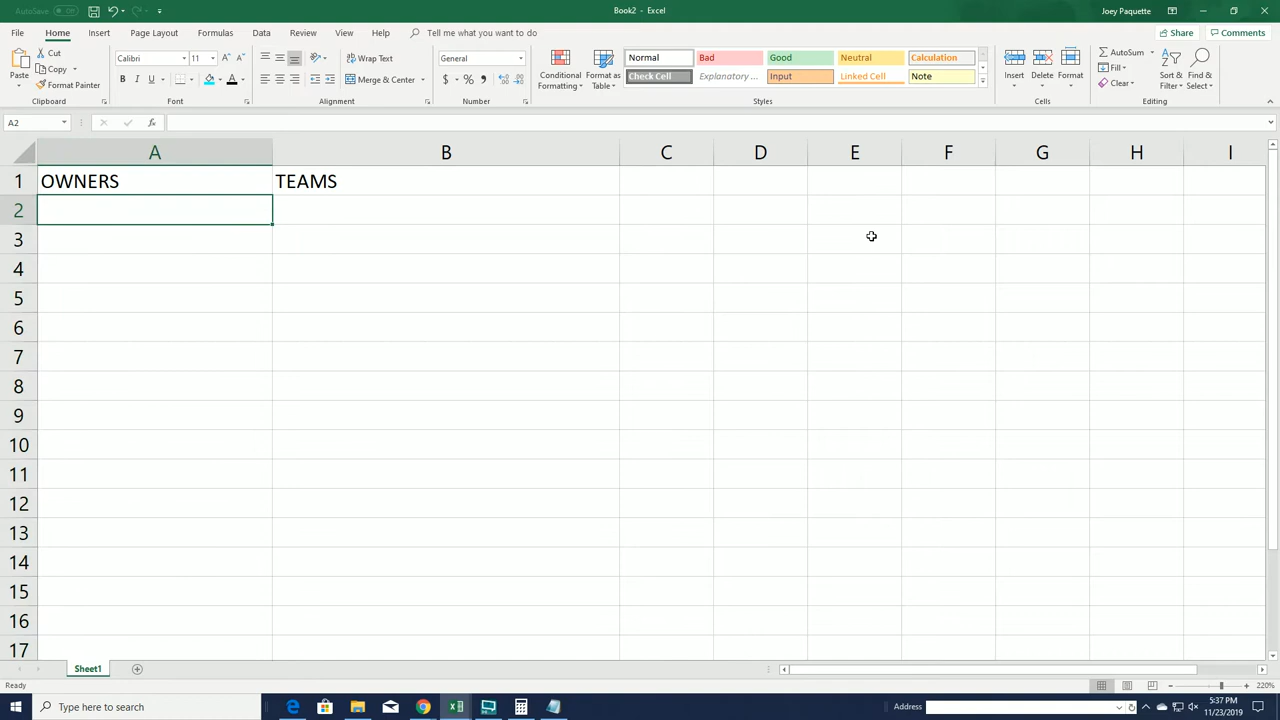 AutoSave Off Book2 - Excel Joey Paquette
File Home Insert Page Layout Formulas Data Review View Help Tell me what you want to do Share Comments
Paste Cut Copy Format Painter Clipboard
Calibri 11 B I U A A A Font
Wrap Text Merge & Center Alignment
General $ % , Number
Conditional Formatting Format as Table
Normal Bad Good Neutral Calculation
Check Cell Explanatory ... Input Linked Cell Note
Styles
Insert Delete Format Cells
AutoSum Fill Clear Sort & Filter Find & Select Editing
A2 fx
A B C D E F G H I
1 OWNERS TEAMS
2
3
4
5
6
7
8
9
10
11
12
13
14
15
16
17
Sheet1
Ready 220%
Type here to search Address 5:37 PM
11/23/2019